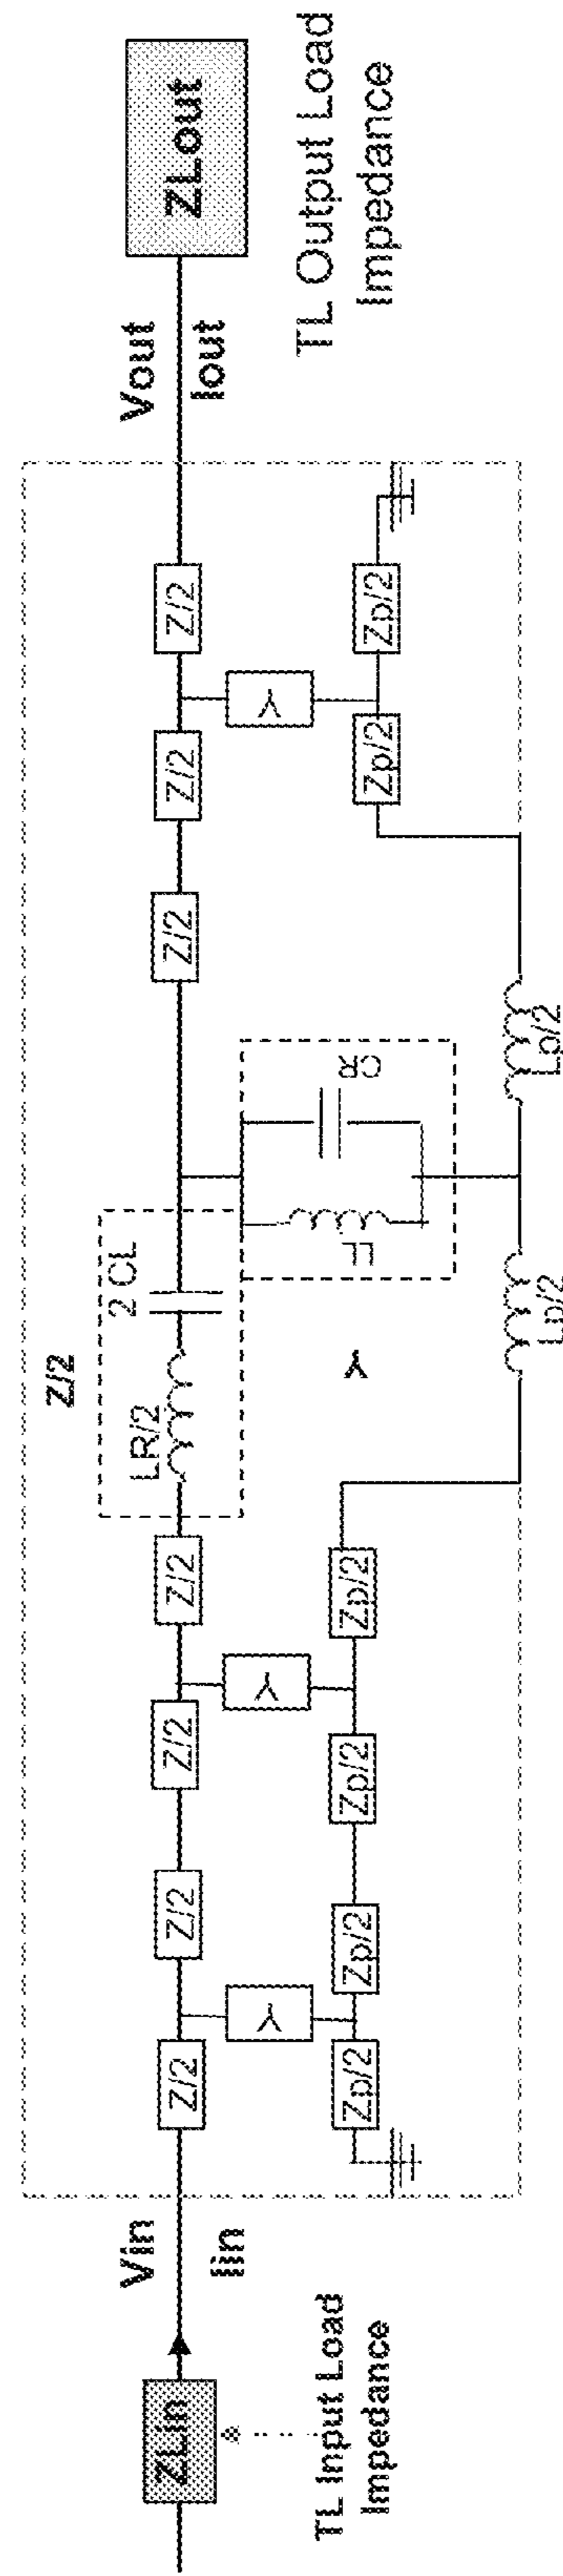 ZLin
TL Input Load
Impedance
Vin
Iin
Z/2
Z/2
Z/2
Z/2
Z/2
LR/2
2 CL
Z/2
Z/2
Z/2
Y
Y
Y
LL
CR
Y
Zp/2
Zp/2
Zp/2
Zp/2
Lp/2
Lp/2
Zp/2
Zp/2
Vout
Iout
ZLout
TL Output Load
Impedance